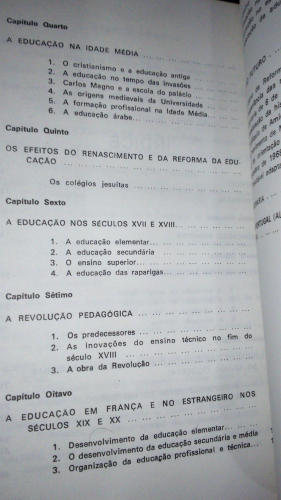 Capítulo Quarto
A EDUCAÇÃO NA IDADE MÉDIA ... ... ... ... ... ...
1. O cristianismo e a educação antiga ... ...
2. A educação no tempo das invasões ... ...
3. Carlos Magno e a escola do palácio ... ...
4. As origens medievais da Universidade ... ...
5. A formação profissional na Idade Média ... ...
6. A educação árabe ... ... ... ... ... ...
Capítulo Quinto
OS EFEITOS DO RENASCIMENTO E DA REFORMA DA EDU-
CAÇÃO ... ... ... ... ... ... ... ... ...
Os colégios jesuítas ... ... ... ... ... ...
Capítulo Sexto
A EDUCAÇÃO NOS SÉCULOS XVII E XVIII ... ... ... ...
1. A educação elementar ... ... ... ... ... ...
2. A educação secundária ... ... ... ... ... ...
3. O ensino superior ... ... ... ... ... ...
4. A educação das raparigas ... ... ... ... ...
Capítulo Sétimo
A REVOLUÇÃO PEDAGÓGICA ... ... ... ... ... ...
1. Os predecessores ... ... ... ... ... ...
2. As inovações do ensino técnico no fim do
século XVIII ... ... ... ... ... ...
3. A obra da Revolução ... ... ... ... ...
Capítulo Oitavo
A EDUCAÇÃO EM FRANÇA E NO ESTRANGEIRO NOS
SÉCULOS XIX E XX ... ... ... ... ... ...
1. Desenvolvimento da educação elementar ... ...
2. O desenvolvimento da educação secundária e média
3. Organização da educação profissional e técnica ...